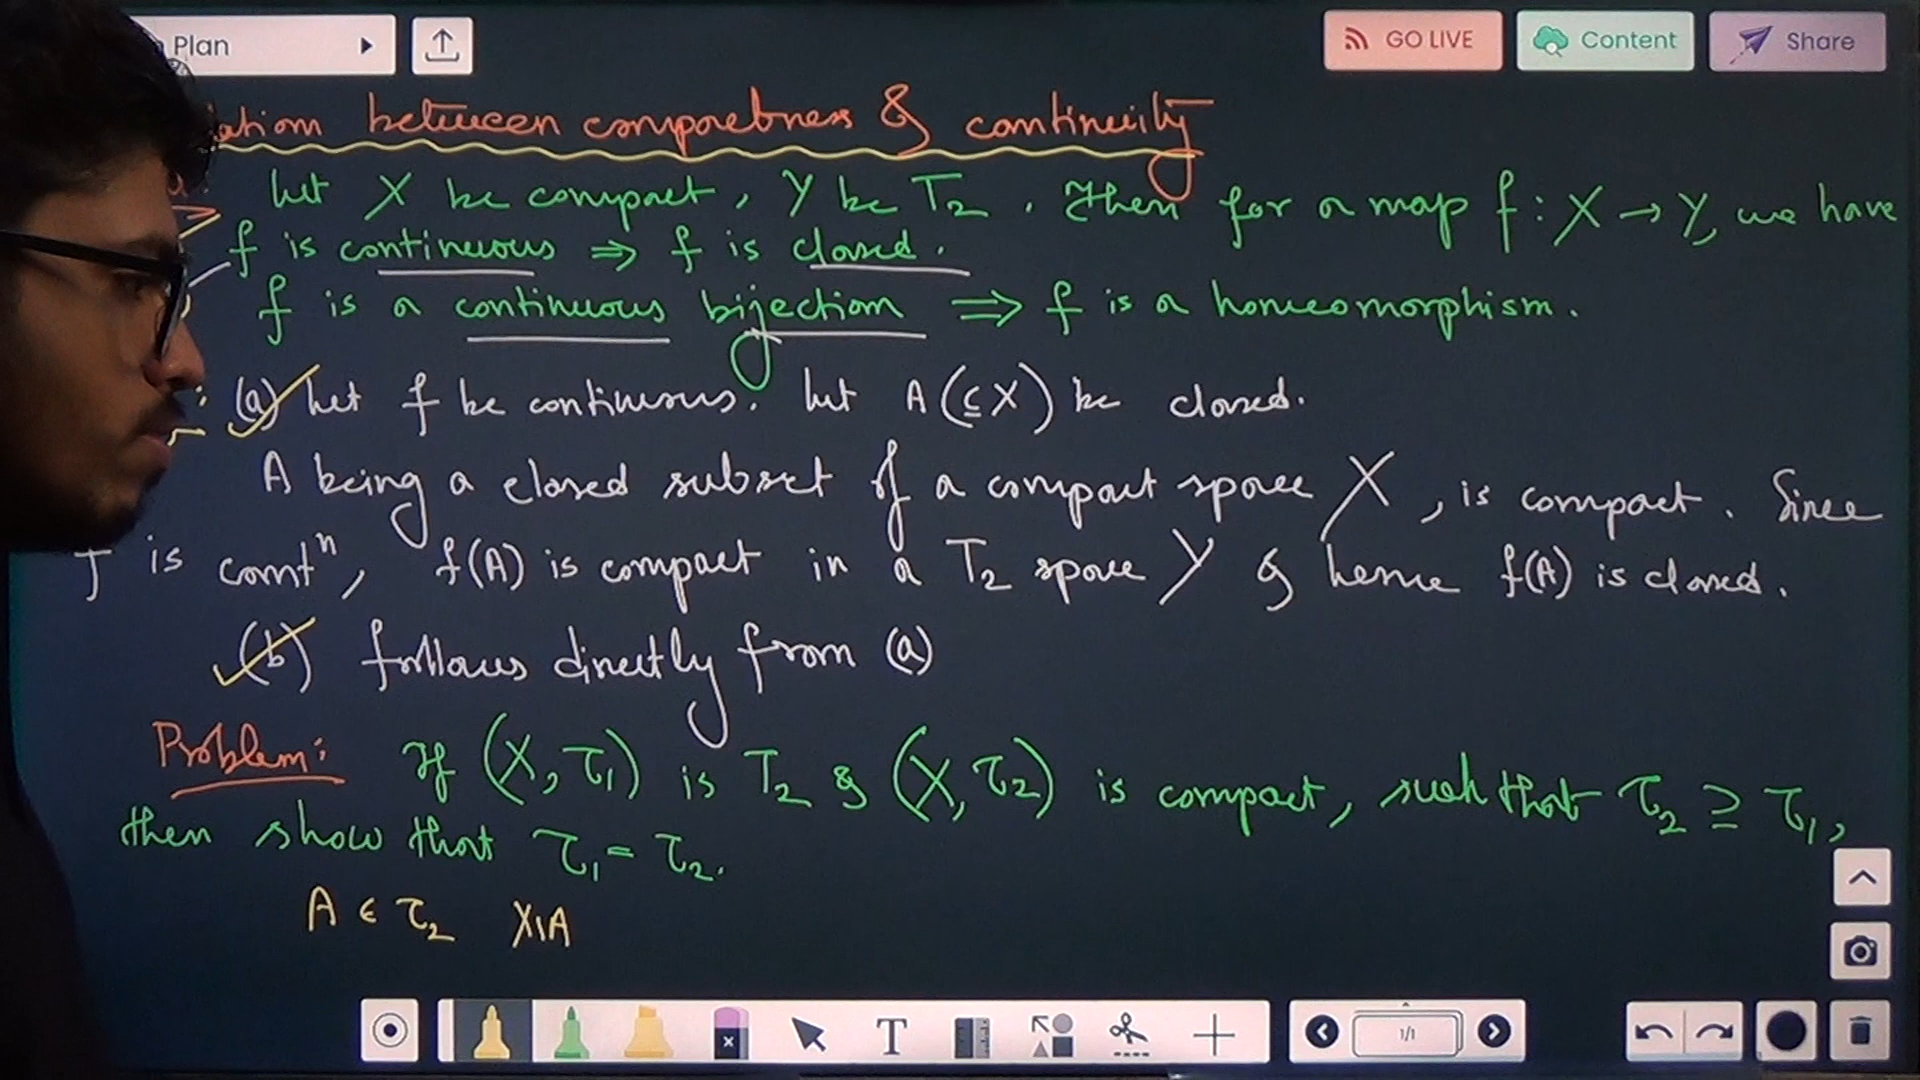 Plan
GO LIVE
Content
Share
between compactness & continuity
Let X be compact, Y be T₂. Then for a map f : X → Y, we have
f is continuous ⇒ f is closed.
f is a continuous bijection ⇒ f is a homeomorphism.
: (a) Let f be continuous. Let A (⊆ X) be closed.
A being a closed subset of a compact space X, is compact. Since
f is contⁿ, f(A) is compact in a T₂ space Y & hence f(A) is closed.
(b) follows directly from (a)
Problem: If (X, τ₁) is T₂ & (X, τ₂) is compact, such that τ₂ ⊇ τ₁,
then show that τ₁ = τ₂.
A ∈ τ₂ X\A
T
1/1